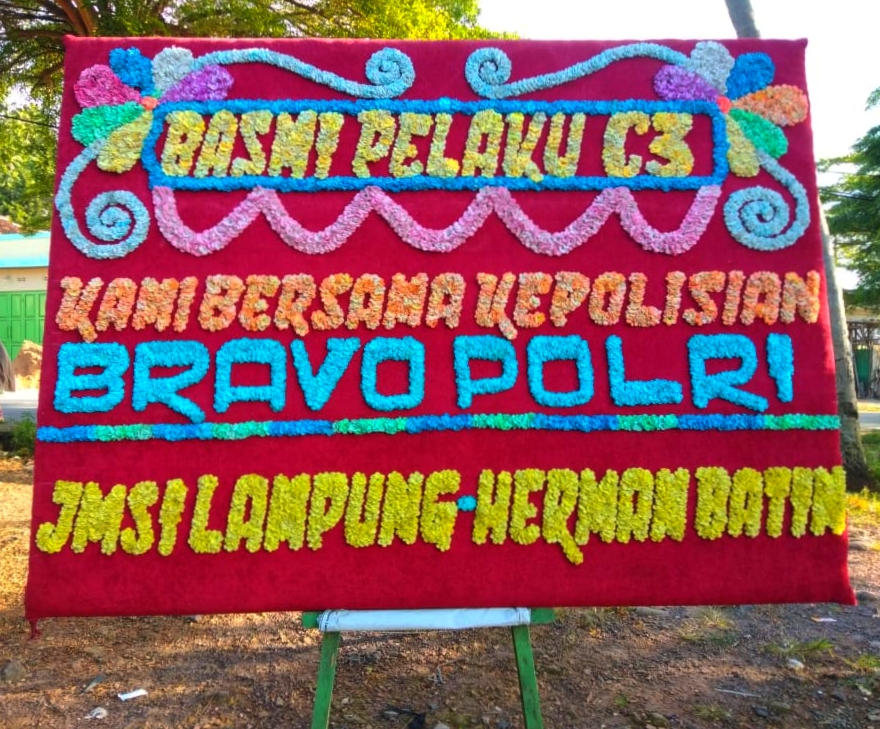 BASMI PELAKU C3
KAMI BERSAMA KEPOLISIAN
BRAVO POLRI
JMSI LAMPUNG-HERMAN BATIN